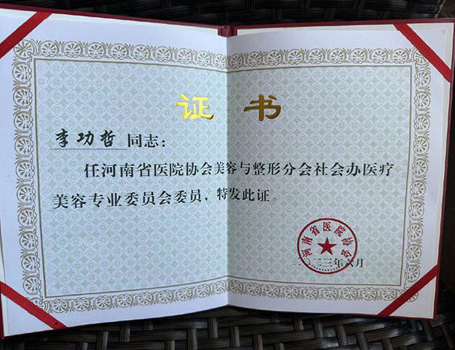 证书
李功哲 同志：
任河南省医院协会美容与整形分会社会办医疗
美容专业委员会委员，特发此证。
河南省医院协会
二〇二三年六月